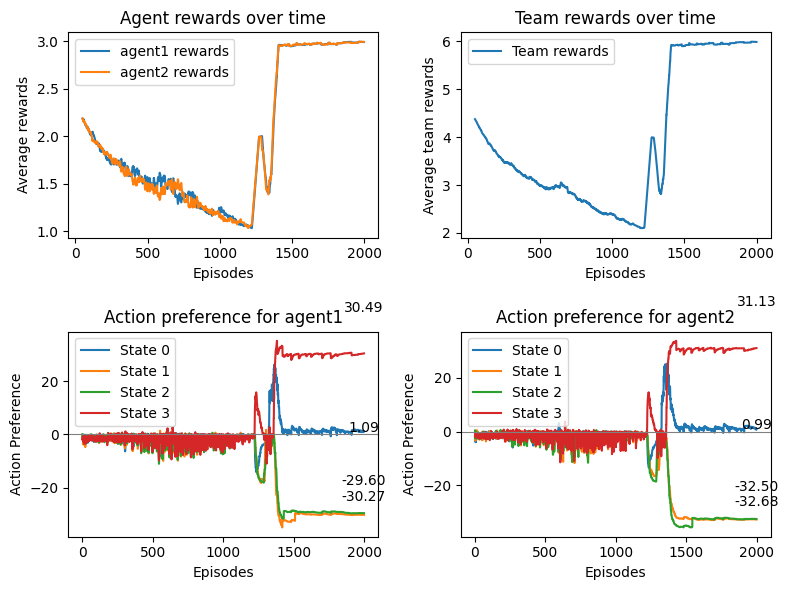 Agent rewards over time
Average rewards
3.0
2.5
2.0
1.5
1.0
agent1 rewards
agent2 rewards
0
500
1000
1500
2000
Episodes
Team rewards over time
Average team rewards
6
5
4
3
2
Team rewards
0
500
1000
1500
2000
Episodes
30.49
Action preference for agent1
Action Preference
20
0
−20
State 0
State 1
State 2
State 3
1.09
-29.60
-30.27
0
500
1000
1500
2000
Episodes
31.13
Action preference for agent2
Action Preference
20
0
−20
State 0
State 1
State 2
State 3
0.99
-32.50
-32.68
0
500
1000
1500
2000
Episodes